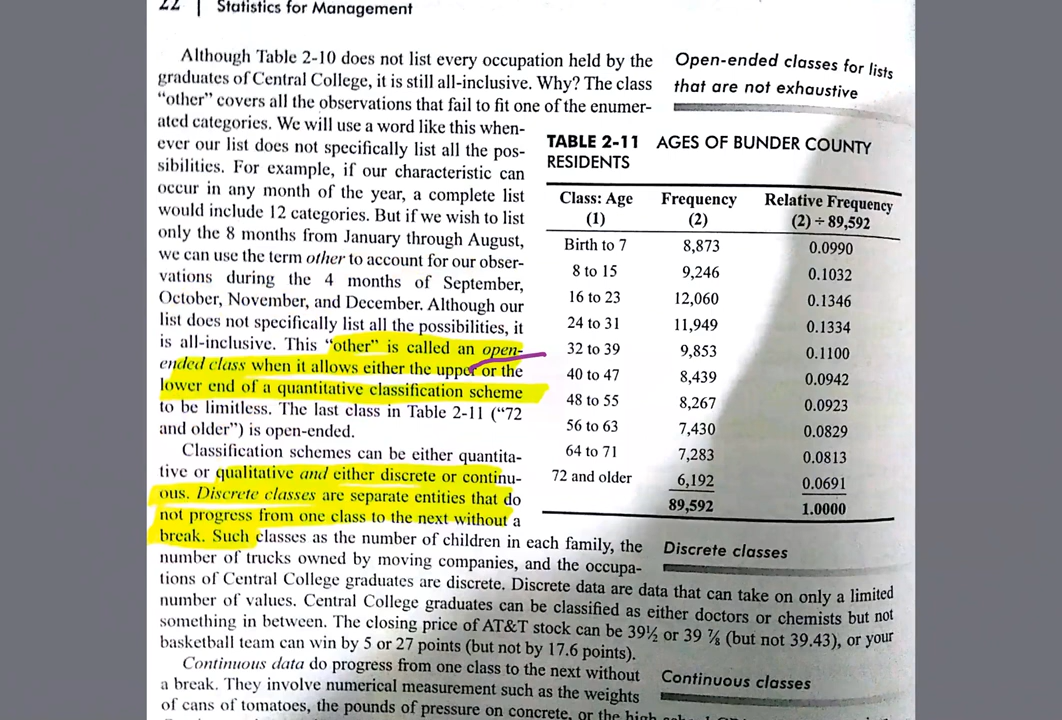 22 | Statistics for Management
Although Table 2-10 does not list every occupation held by the
graduates of Central College, it is still all-inclusive. Why? The class
“other” covers all the observations that fail to fit one of the enumer-
ated categories. We will use a word like this when-
ever our list does not specifically list all the pos-
sibilities. For example, if our characteristic can
occur in any month of the year, a complete list
would include 12 categories. But if we wish to list
only the 8 months from January through August,
we can use the term other to account for our obser-
vations during the 4 months of September,
October, November, and December. Although our
list does not specifically list all the possibilities, it
is all-inclusive. This “other” is called an open-
ended class when it allows either the upper or the
lower end of a quantitative classification scheme
to be limitless. The last class in Table 2-11 (“72
and older”) is open-ended.
Open-ended classes for lists
that are not exhaustive
TABLE 2-11 AGES OF BUNDER COUNTY
RESIDENTS
Class: Age Frequency Relative Frequency
(1) (2) (2) ÷ 89,592
Birth to 7 8,873 0.0990
8 to 15 9,246 0.1032
16 to 23 12,060 0.1346
24 to 31 11,949 0.1334
32 to 39 9,853 0.1100
40 to 47 8,439 0.0942
48 to 55 8,267 0.0923
56 to 63 7,430 0.0829
64 to 71 7,283 0.0813
72 and older 6,192 0.0691
89,592 1.0000
Classification schemes can be either quantita-
tive or qualitative and either discrete or continu-
ous. Discrete classes are separate entities that do
not progress from one class to the next without a
break. Such classes as the number of children in each family, the
number of trucks owned by moving companies, and the occupa-
tions of Central College graduates are discrete. Discrete data are data that can take on only a limited
number of values. Central College graduates can be classified as either doctors or chemists but not
something in between. The closing price of AT&T stock can be 39½ or 39 ⅞ (but not 39.43), or your
basketball team can win by 5 or 27 points (but not by 17.6 points).
Discrete classes
Continuous data do progress from one class to the next without
a break. They involve numerical measurement such as the weights
of cans of tomatoes, the pounds of pressure on concrete, or the high
Continuous classes